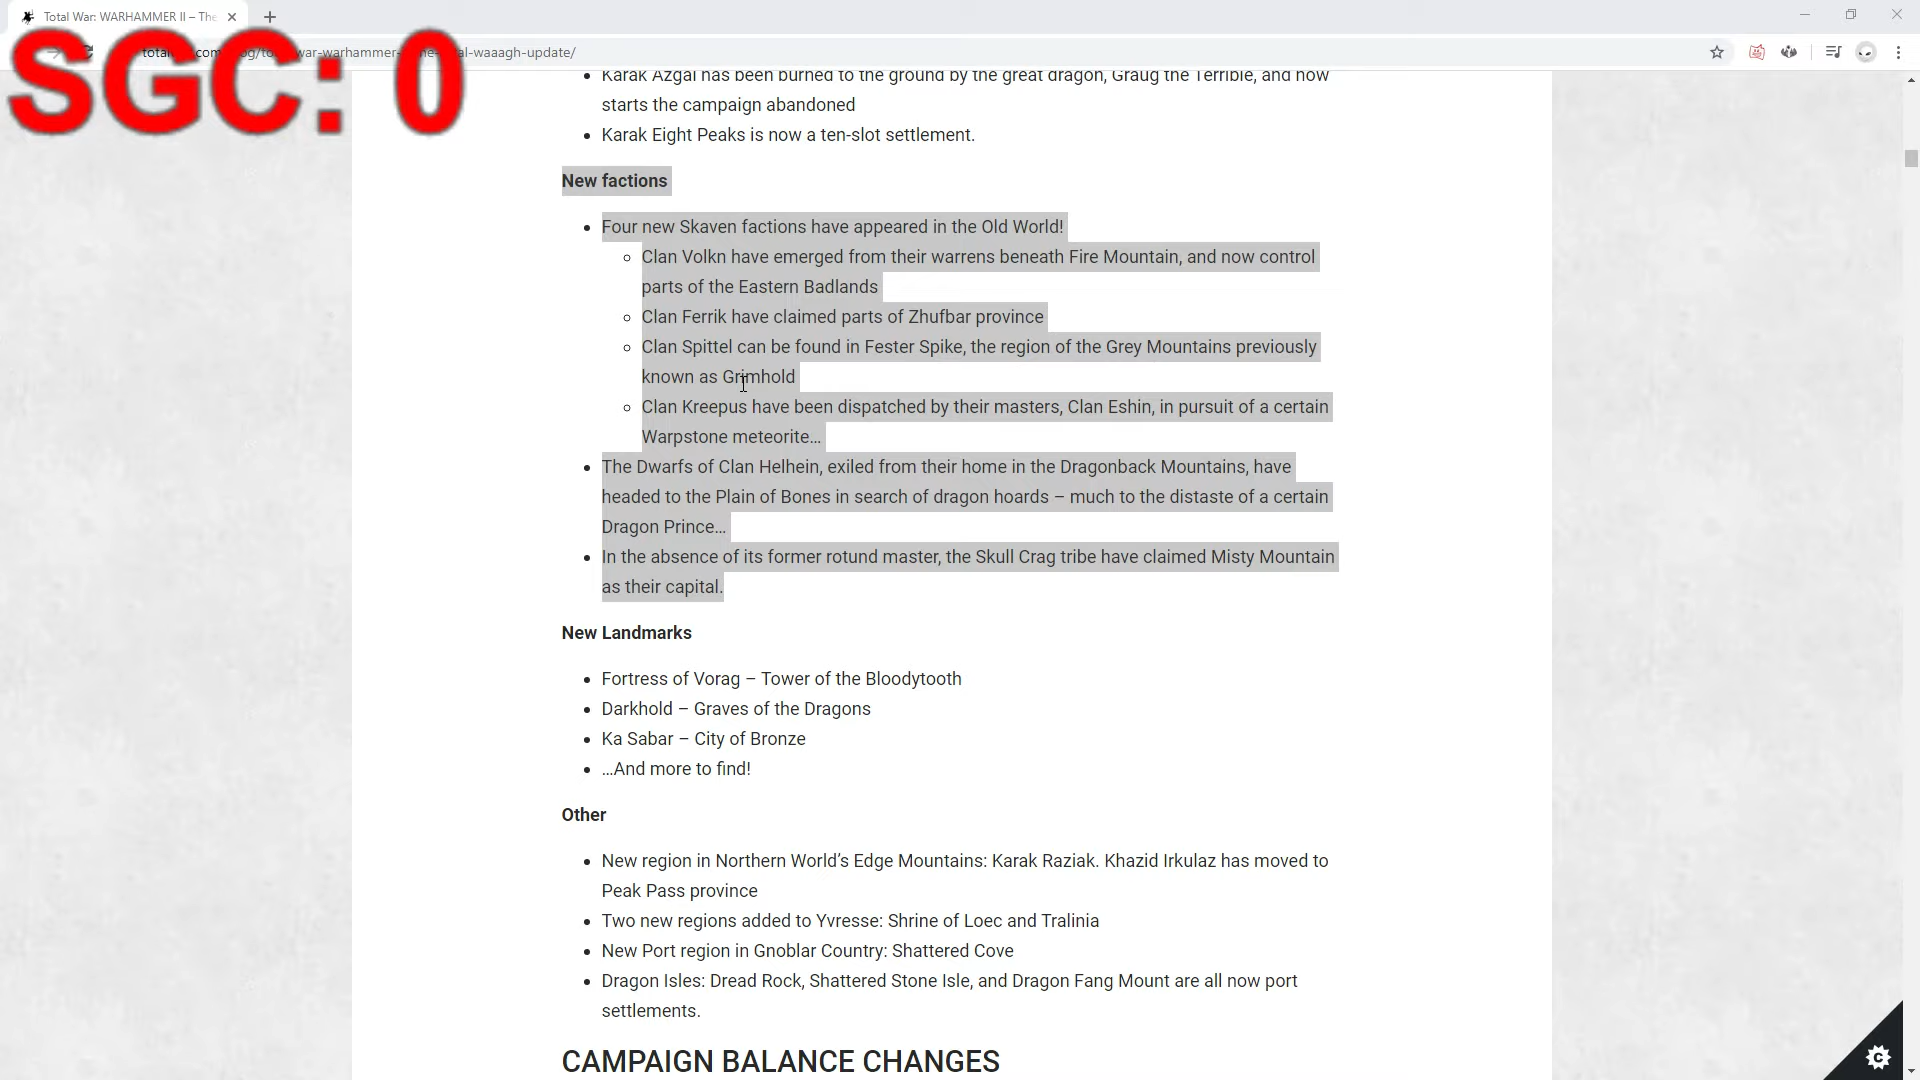 Total War: WARHAMMER II – The
SGC: 0
war-warhammer-
al-waaagh-update/
Karak Azgal has been burned to the ground by the great dragon, Graug the Terrible, and now
starts the campaign abandoned
Karak Eight Peaks is now a ten-slot settlement.
New factions
Four new Skaven factions have appeared in the Old World!
Clan Volkn have emerged from their warrens beneath Fire Mountain, and now control
parts of the Eastern Badlands
Clan Ferrik have claimed parts of Zhufbar province
Clan Spittel can be found in Fester Spike, the region of the Grey Mountains previously
known as Grimhold
Clan Kreepus have been dispatched by their masters, Clan Eshin, in pursuit of a certain
Warpstone meteorite…
The Dwarfs of Clan Helhein, exiled from their home in the Dragonback Mountains, have
headed to the Plain of Bones in search of dragon hoards – much to the distaste of a certain
Dragon Prince…
In the absence of its former rotund master, the Skull Crag tribe have claimed Misty Mountain
as their capital.
New Landmarks
Fortress of Vorag – Tower of the Bloodytooth
Darkhold – Graves of the Dragons
Ka Sabar – City of Bronze
…And more to find!
Other
New region in Northern World’s Edge Mountains: Karak Raziak. Khazid Irkulaz has moved to
Peak Pass province
Two new regions added to Yvresse: Shrine of Loec and Tralinia
New Port region in Gnoblar Country: Shattered Cove
Dragon Isles: Dread Rock, Shattered Stone Isle, and Dragon Fang Mount are all now port
settlements.
CAMPAIGN BALANCE CHANGES